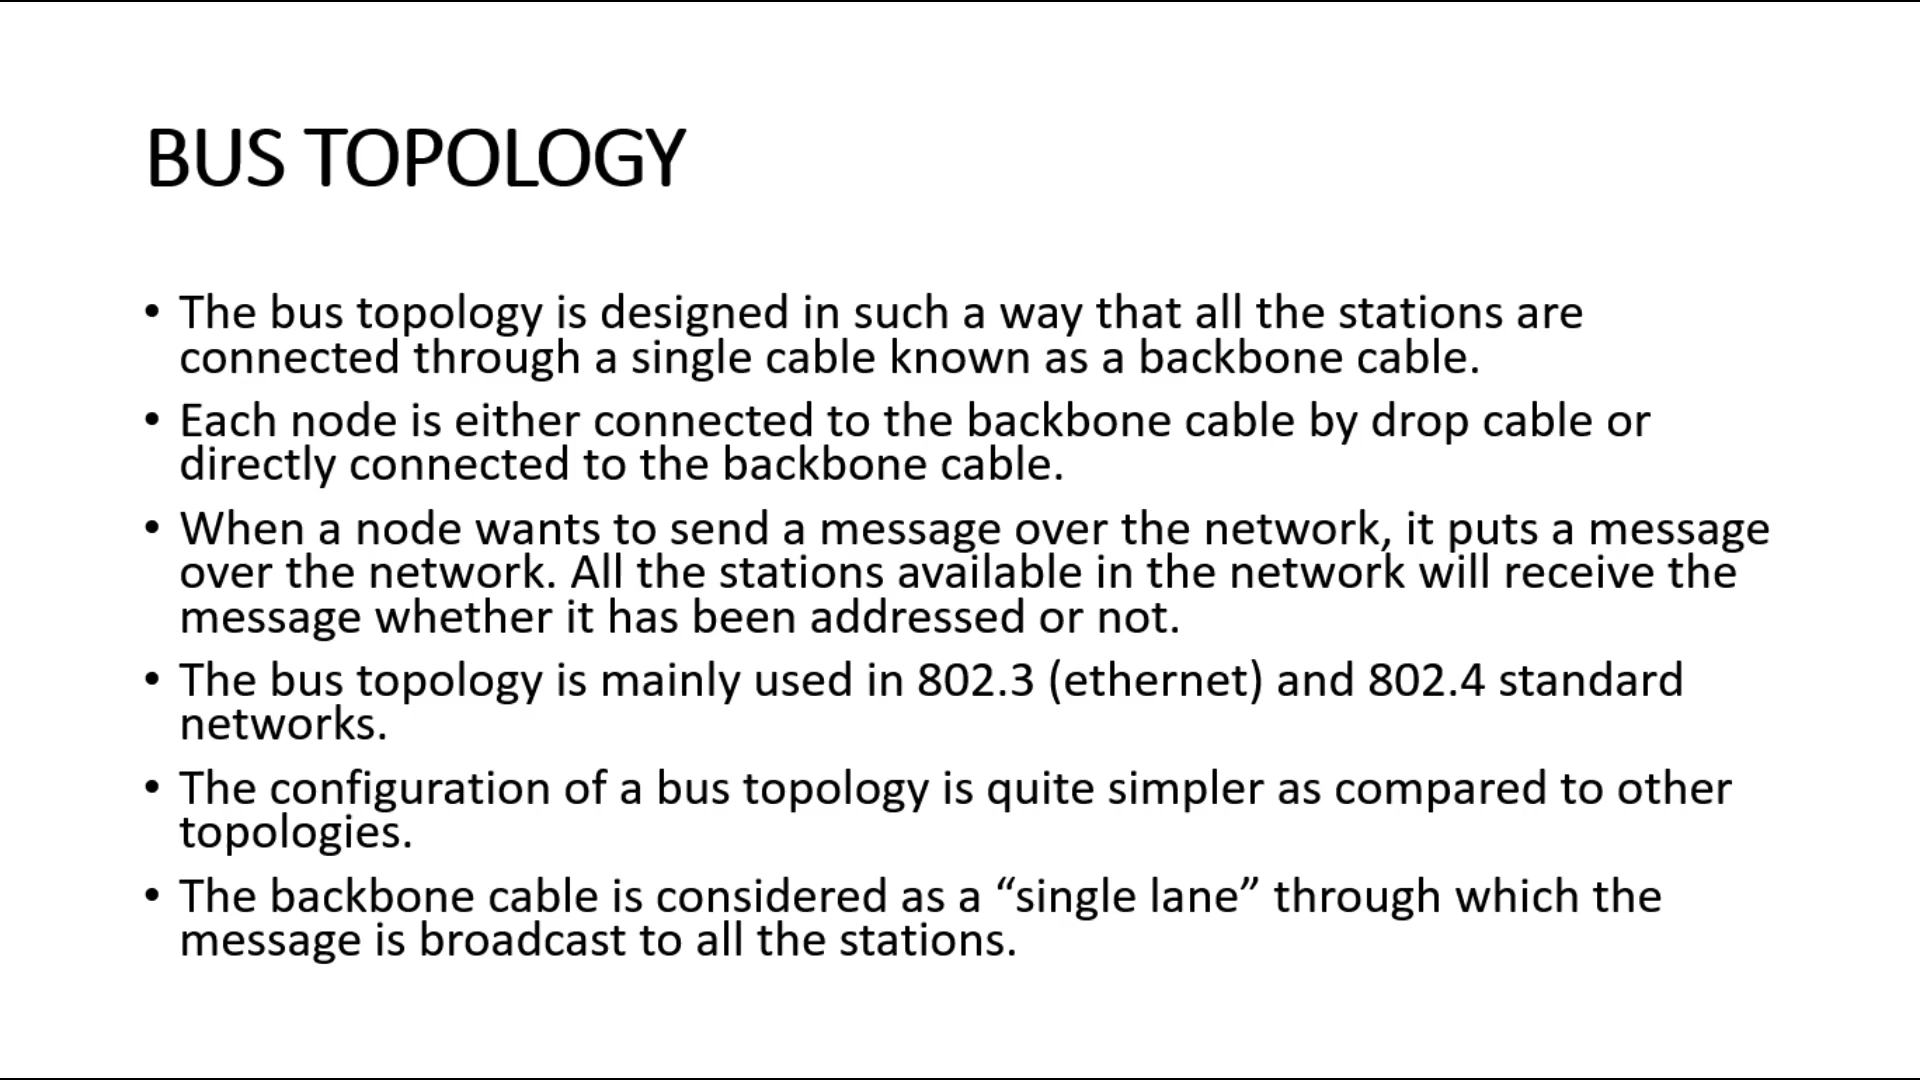 BUS TOPOLOGY
• The bus topology is designed in such a way that all the stations are
connected through a single cable known as a backbone cable.
• Each node is either connected to the backbone cable by drop cable or
directly connected to the backbone cable.
• When a node wants to send a message over the network, it puts a message
over the network. All the stations available in the network will receive the
message whether it has been addressed or not.
• The bus topology is mainly used in 802.3 (ethernet) and 802.4 standard
networks.
• The configuration of a bus topology is quite simpler as compared to other
topologies.
• The backbone cable is considered as a “single lane” through which the
message is broadcast to all the stations.